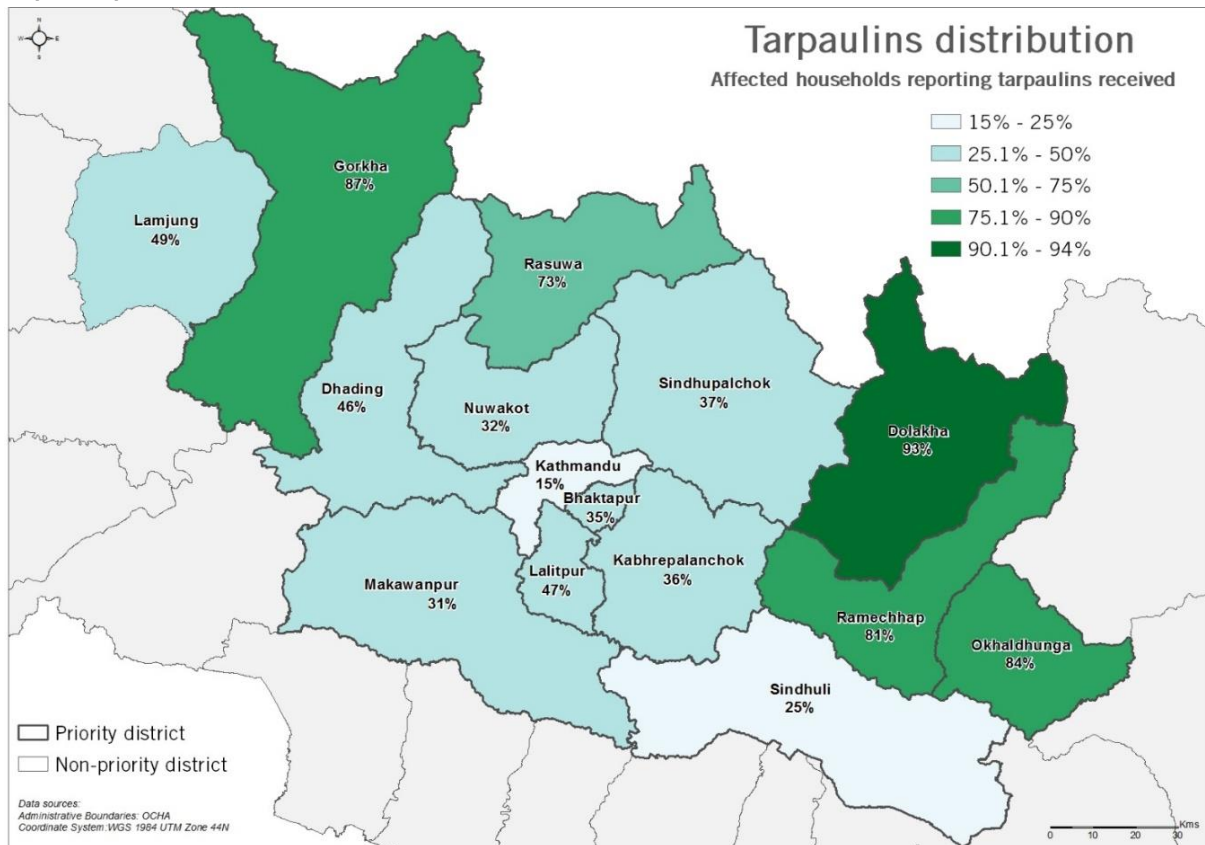 N
W E
S
Tarpaulins distribution
Affected households reporting tarpaulins received
15% - 25%
25.1% - 50%
50.1% - 75%
75.1% - 90%
90.1% - 94%
Gorkha
87%
Lamjung
49%
Rasuwa
73%
Dhading
46%
Nuwakot
32%
Sindhupalchok
37%
Dolakha
93%
Kathmandu
15%
Bhaktapur
35%
Lalitpur
47%
Kabhrepalanchok
36%
Makawanpur
31%
Ramechhap
81%
Okhaldhunga
84%
Sindhuli
25%
Priority district
Non-priority district
Data sources:
Administrative Boundaries: OCHA
Coordinate System:WGS 1984 UTM Zone 44N
Kms
0 10 20 30